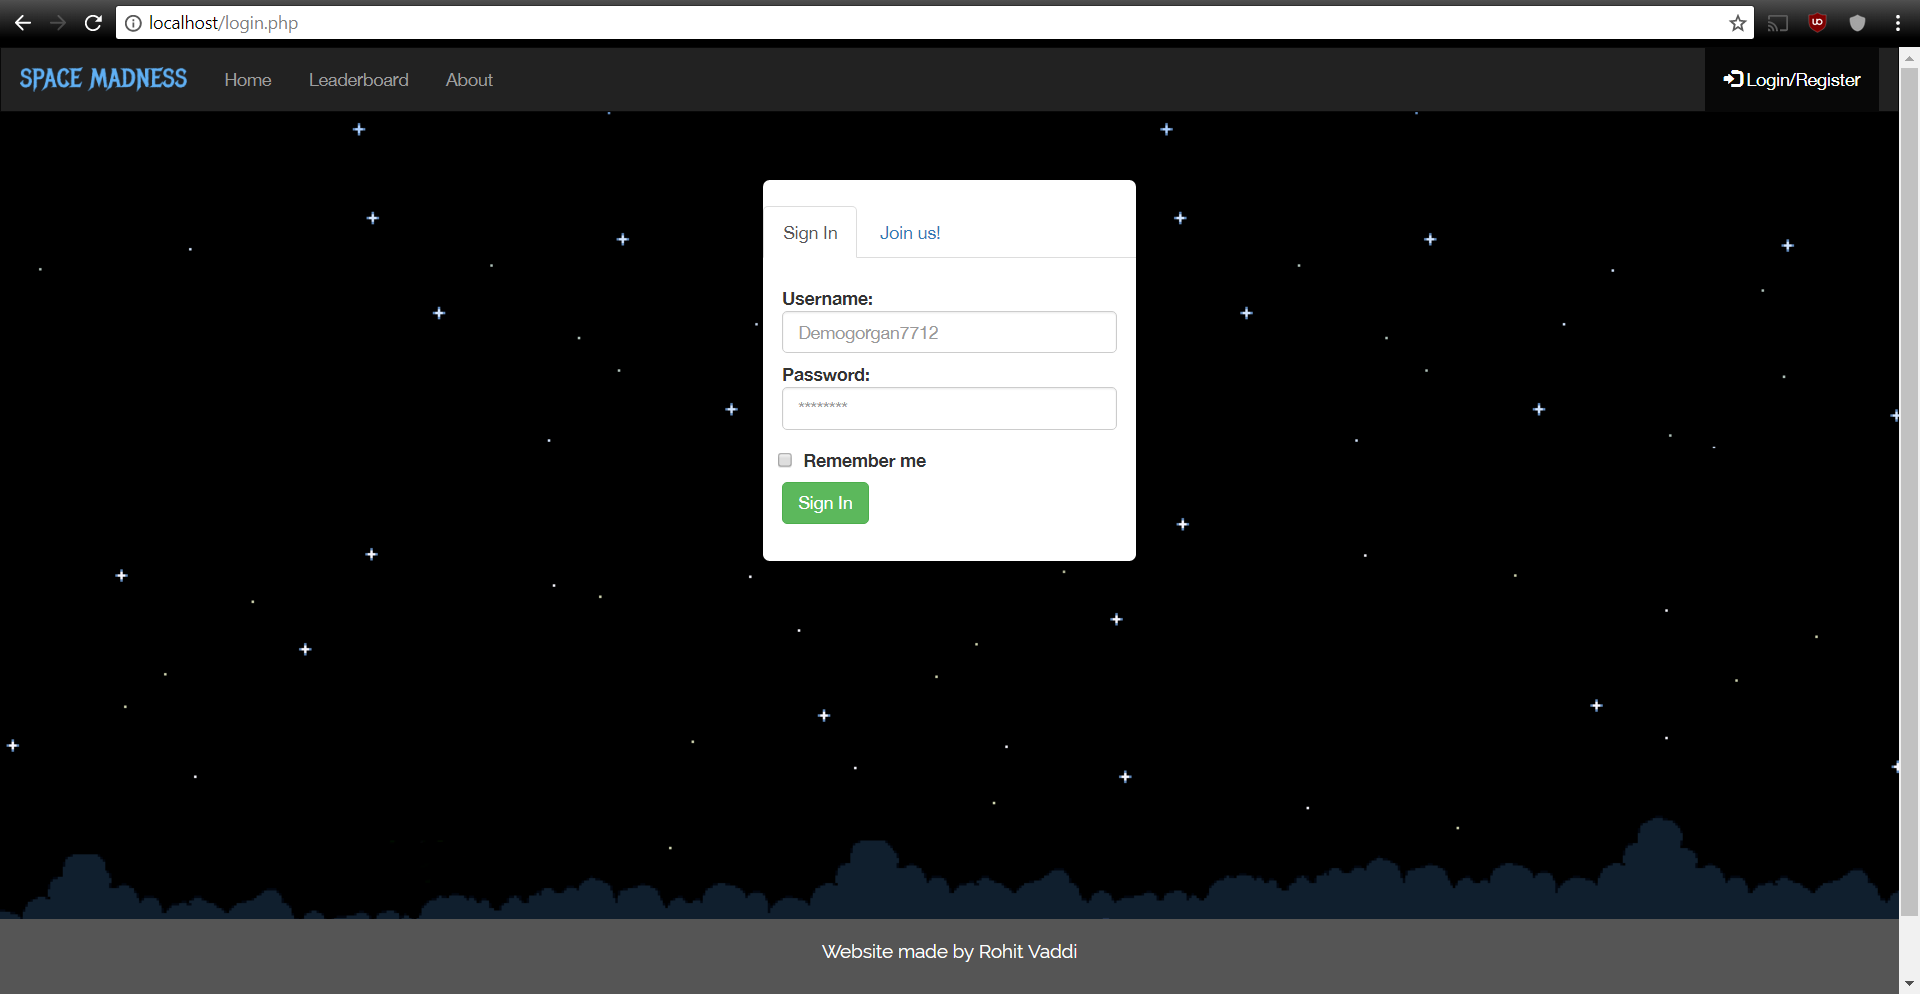 localhost/login.php
SPACE MADNESS Home Leaderboard About Login/Register
Sign In Join us!
Username:
Demogorgan7712
Password:
********
Remember me
Sign In
Website made by Rohit Vaddi